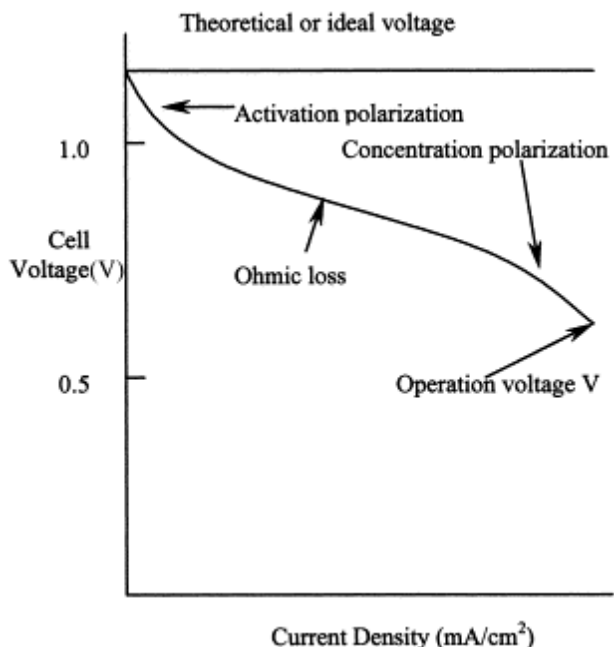 Theoretical or ideal voltage
Activation polarization
1.0
Concentration polarization
Cell
Voltage(V)
Ohmic loss
0.5
Operation voltage V
Current Density (mA/cm²)